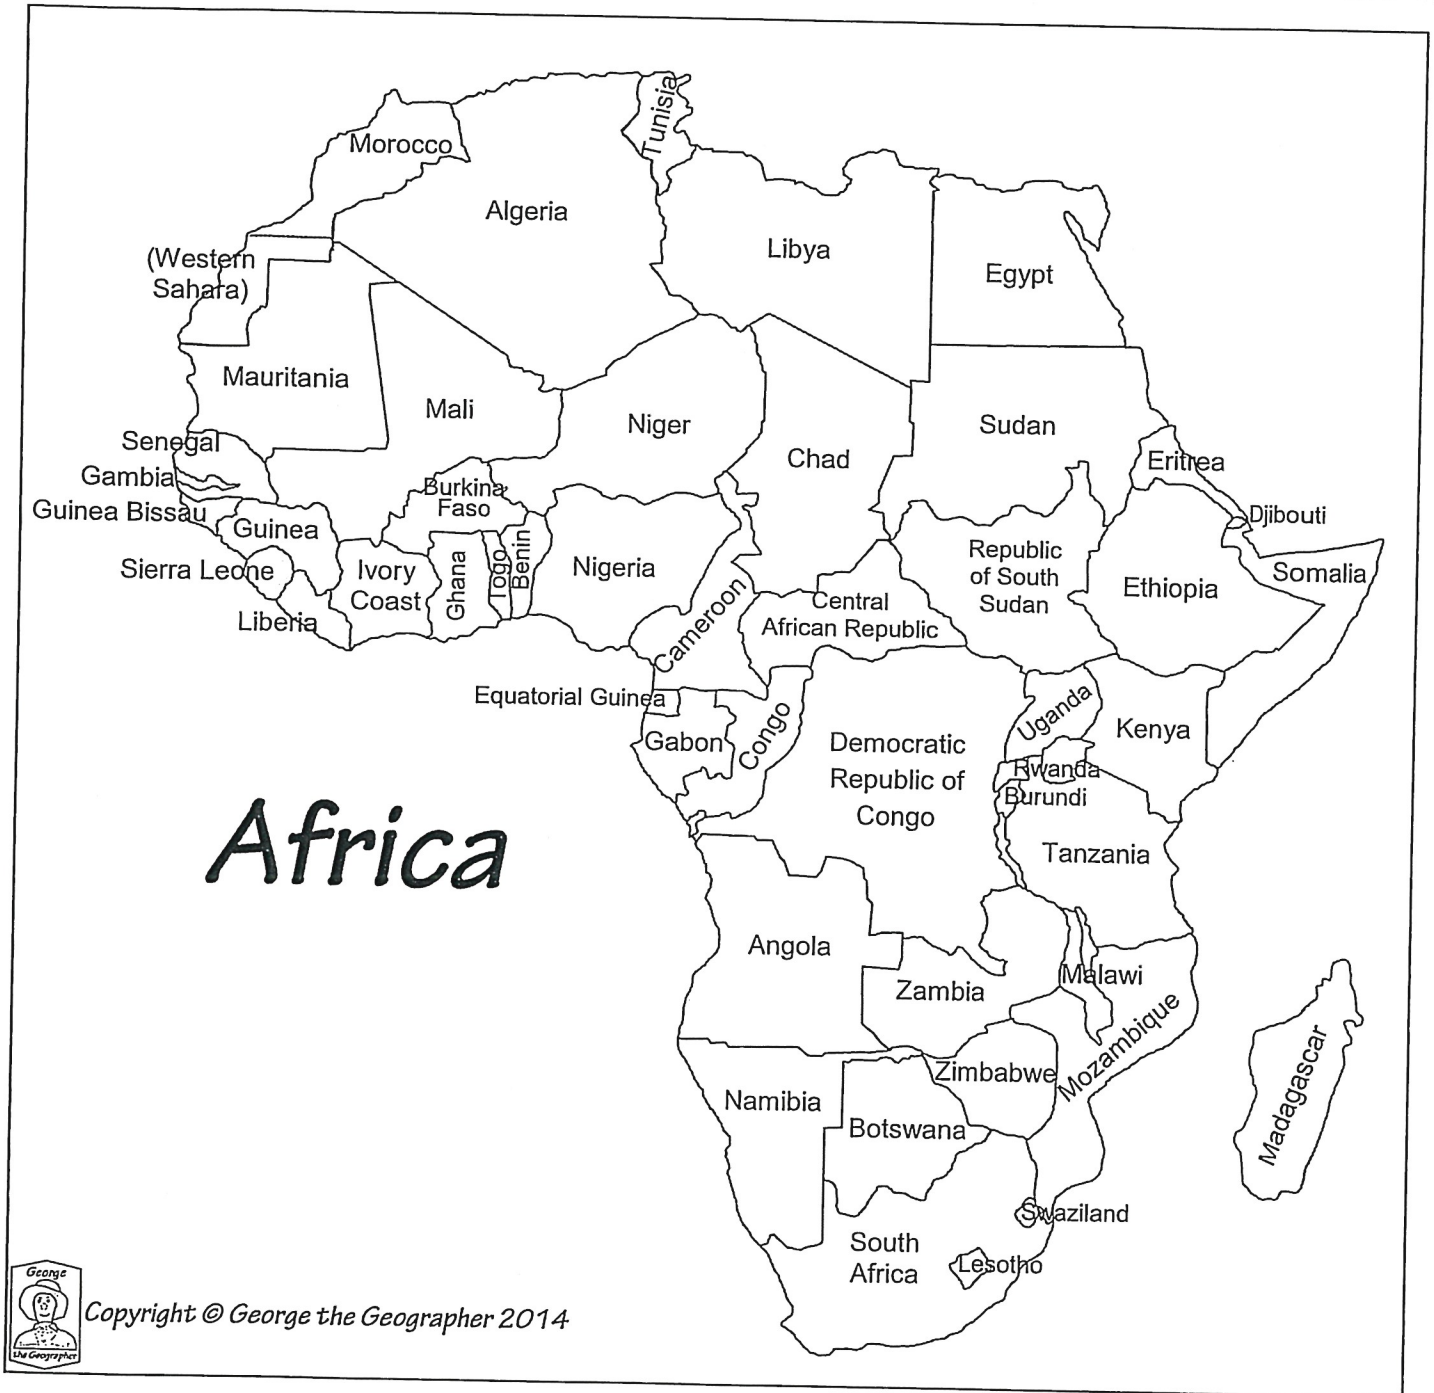 Tunisia
Morocco
Algeria
Libya
Egypt
(Western
Sahara)
Mauritania
Mali
Niger
Chad
Sudan
Eritrea
Djibouti
Senegal
Gambia
Guinea Bissau
Guinea
Sierra Leone
Liberia
Burkina
Faso
Ivory
Coast
Ghana
Togo
Benin
Nigeria
Cameroon
Central
African Republic
Republic
of South
Sudan
Ethiopia
Somalia
Equatorial Guinea
Gabon
Congo
Democratic
Republic of
Congo
Uganda
Kenya
Rwanda
Burundi
Tanzania
Africa
Angola
Zambia
Malawi
Mozambique
Madagascar
Namibia
Zimbabwe
Botswana
Swaziland
South
Africa
Lesotho
George
the Geographer
Copyright © George the Geographer 2014